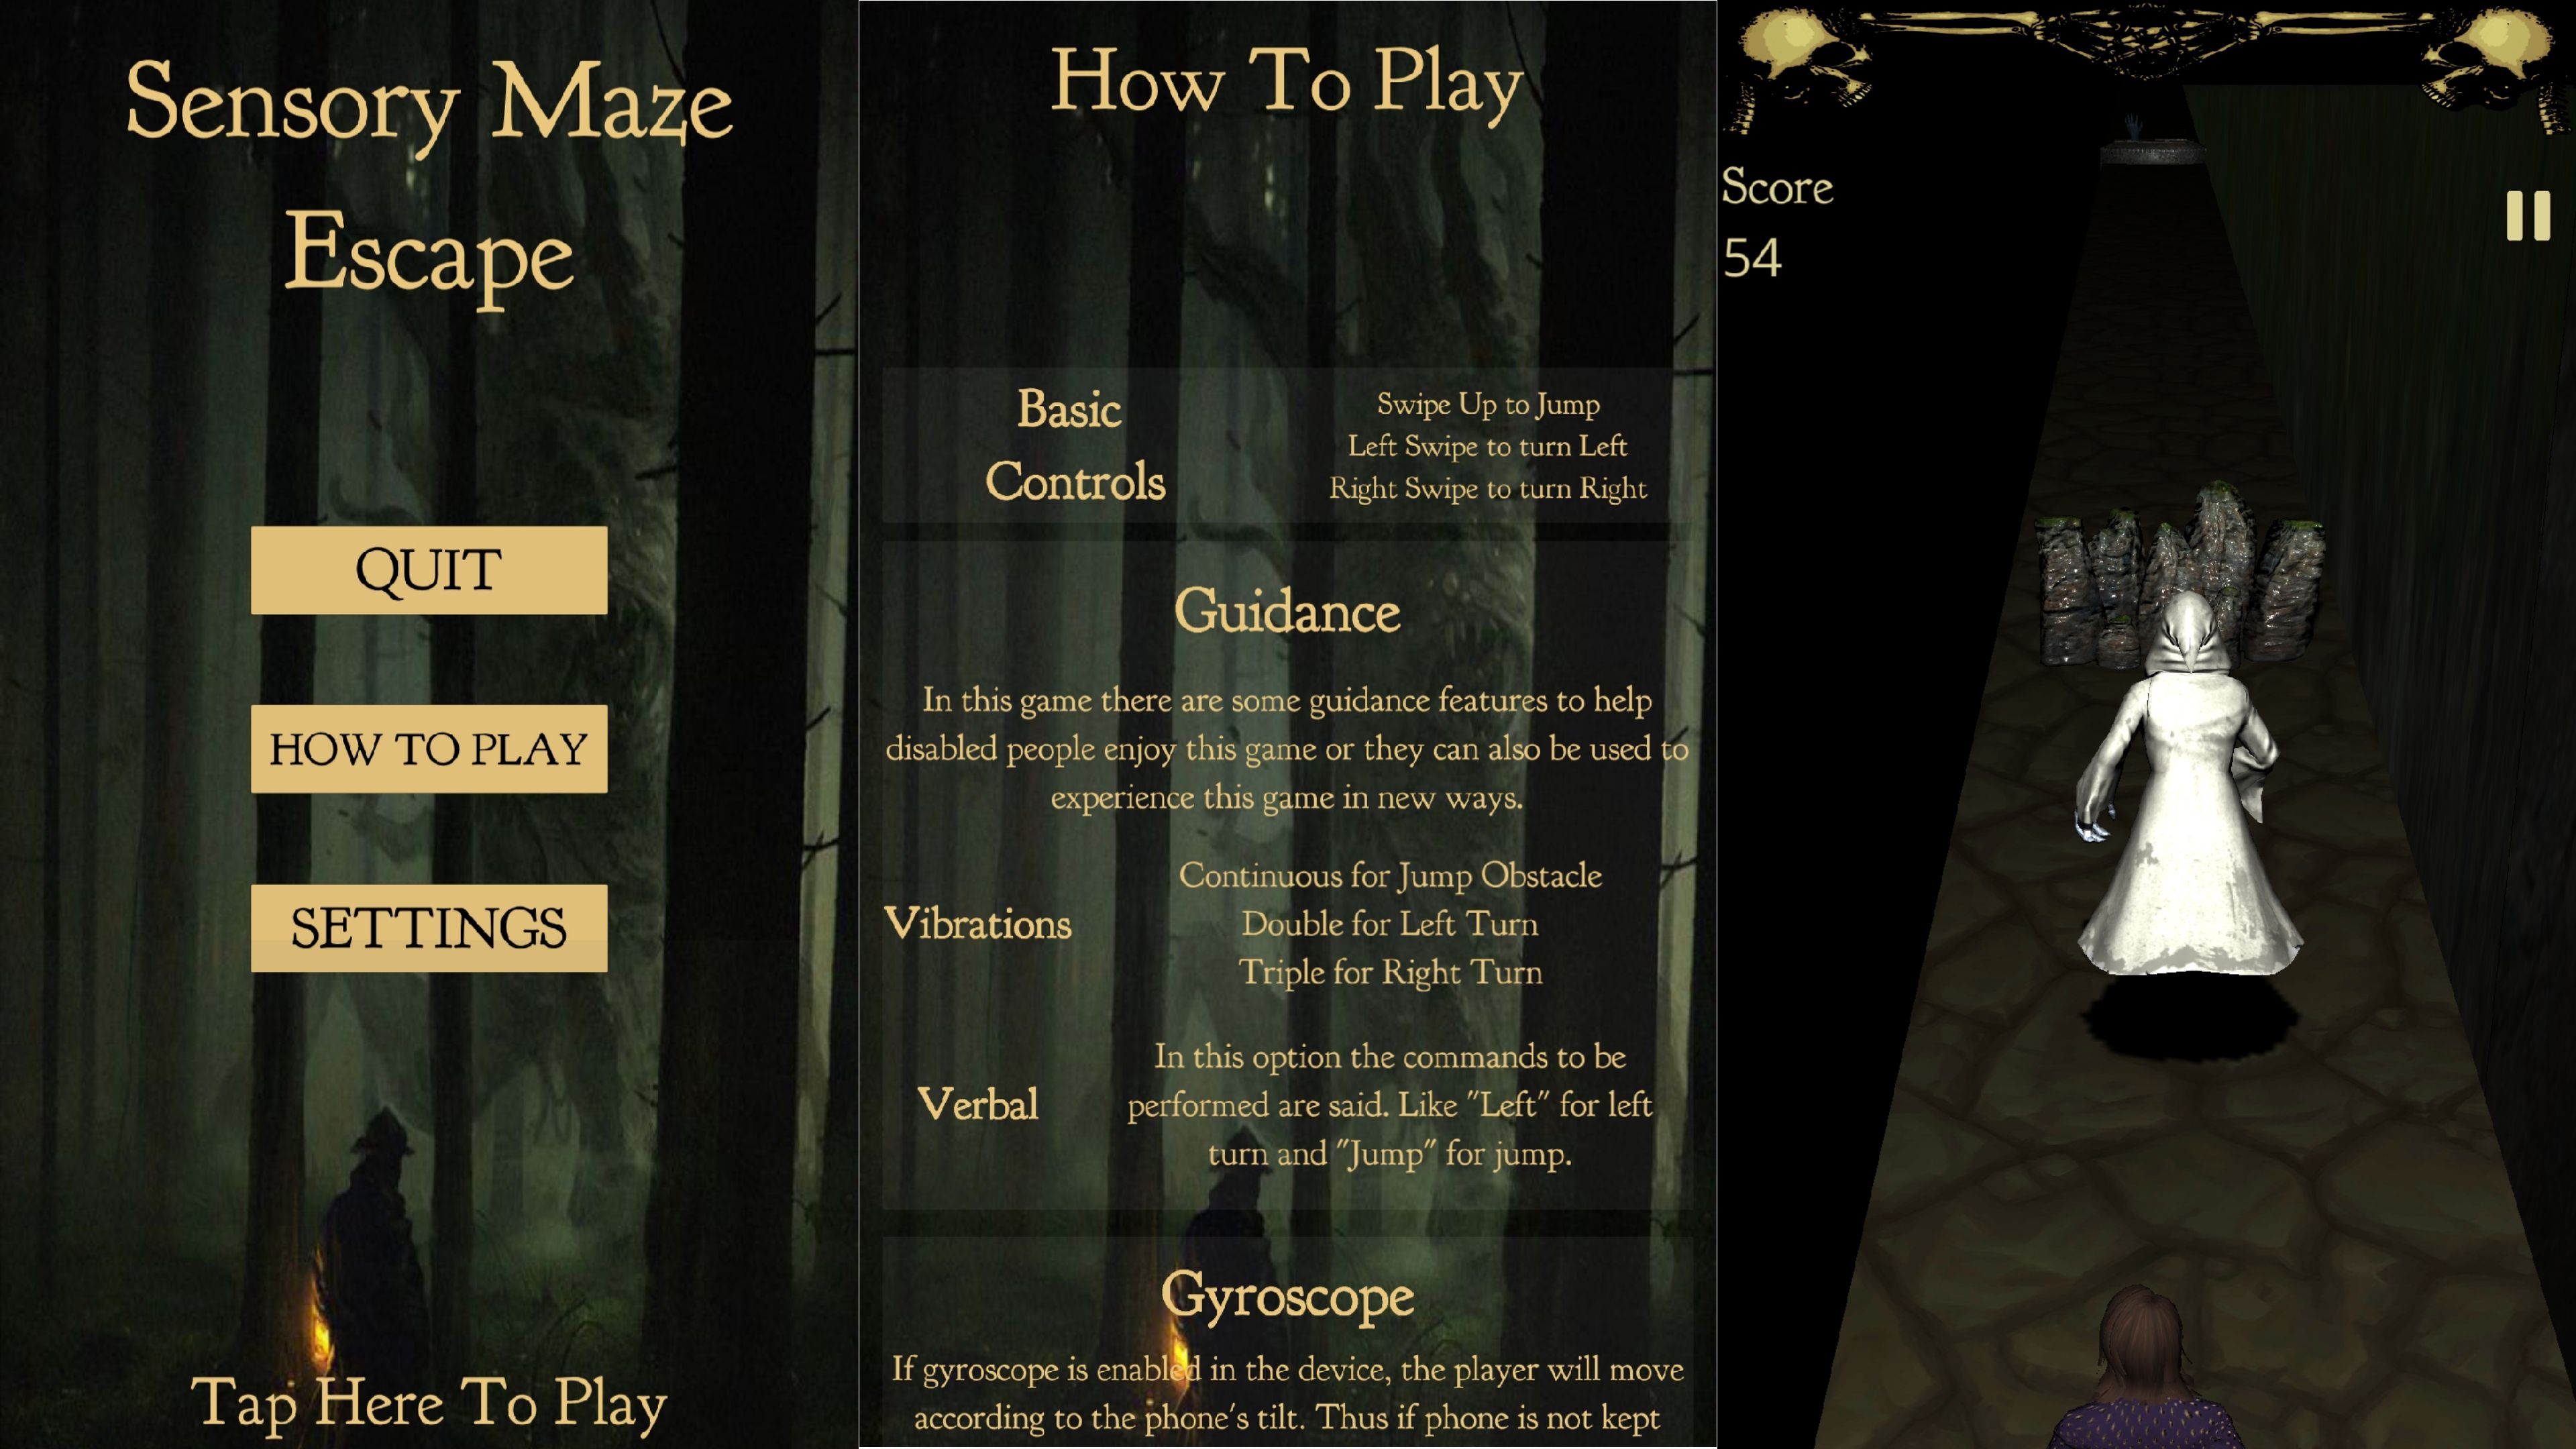 Sensory Maze
Escape
QUIT
HOW TO PLAY
SETTINGS
Tap Here To Play
How To Play
Basic
Controls
Swipe Up to Jump
Left Swipe to turn Left
Right Swipe to turn Right
Guidance
In this game there are some guidance features to help
disabled people enjoy this game or they can also be used to
experience this game in new ways.
Vibrations
Continuous for Jump Obstacle
Double for Left Turn
Triple for Right Turn
Verbal
In this option the commands to be
performed are said. Like "Left" for left
turn and "Jump" for jump.
Gyroscope
If gyroscope is enabled in the device, the player will move
according to the phone's tilt. Thus if phone is not kept
Score
54